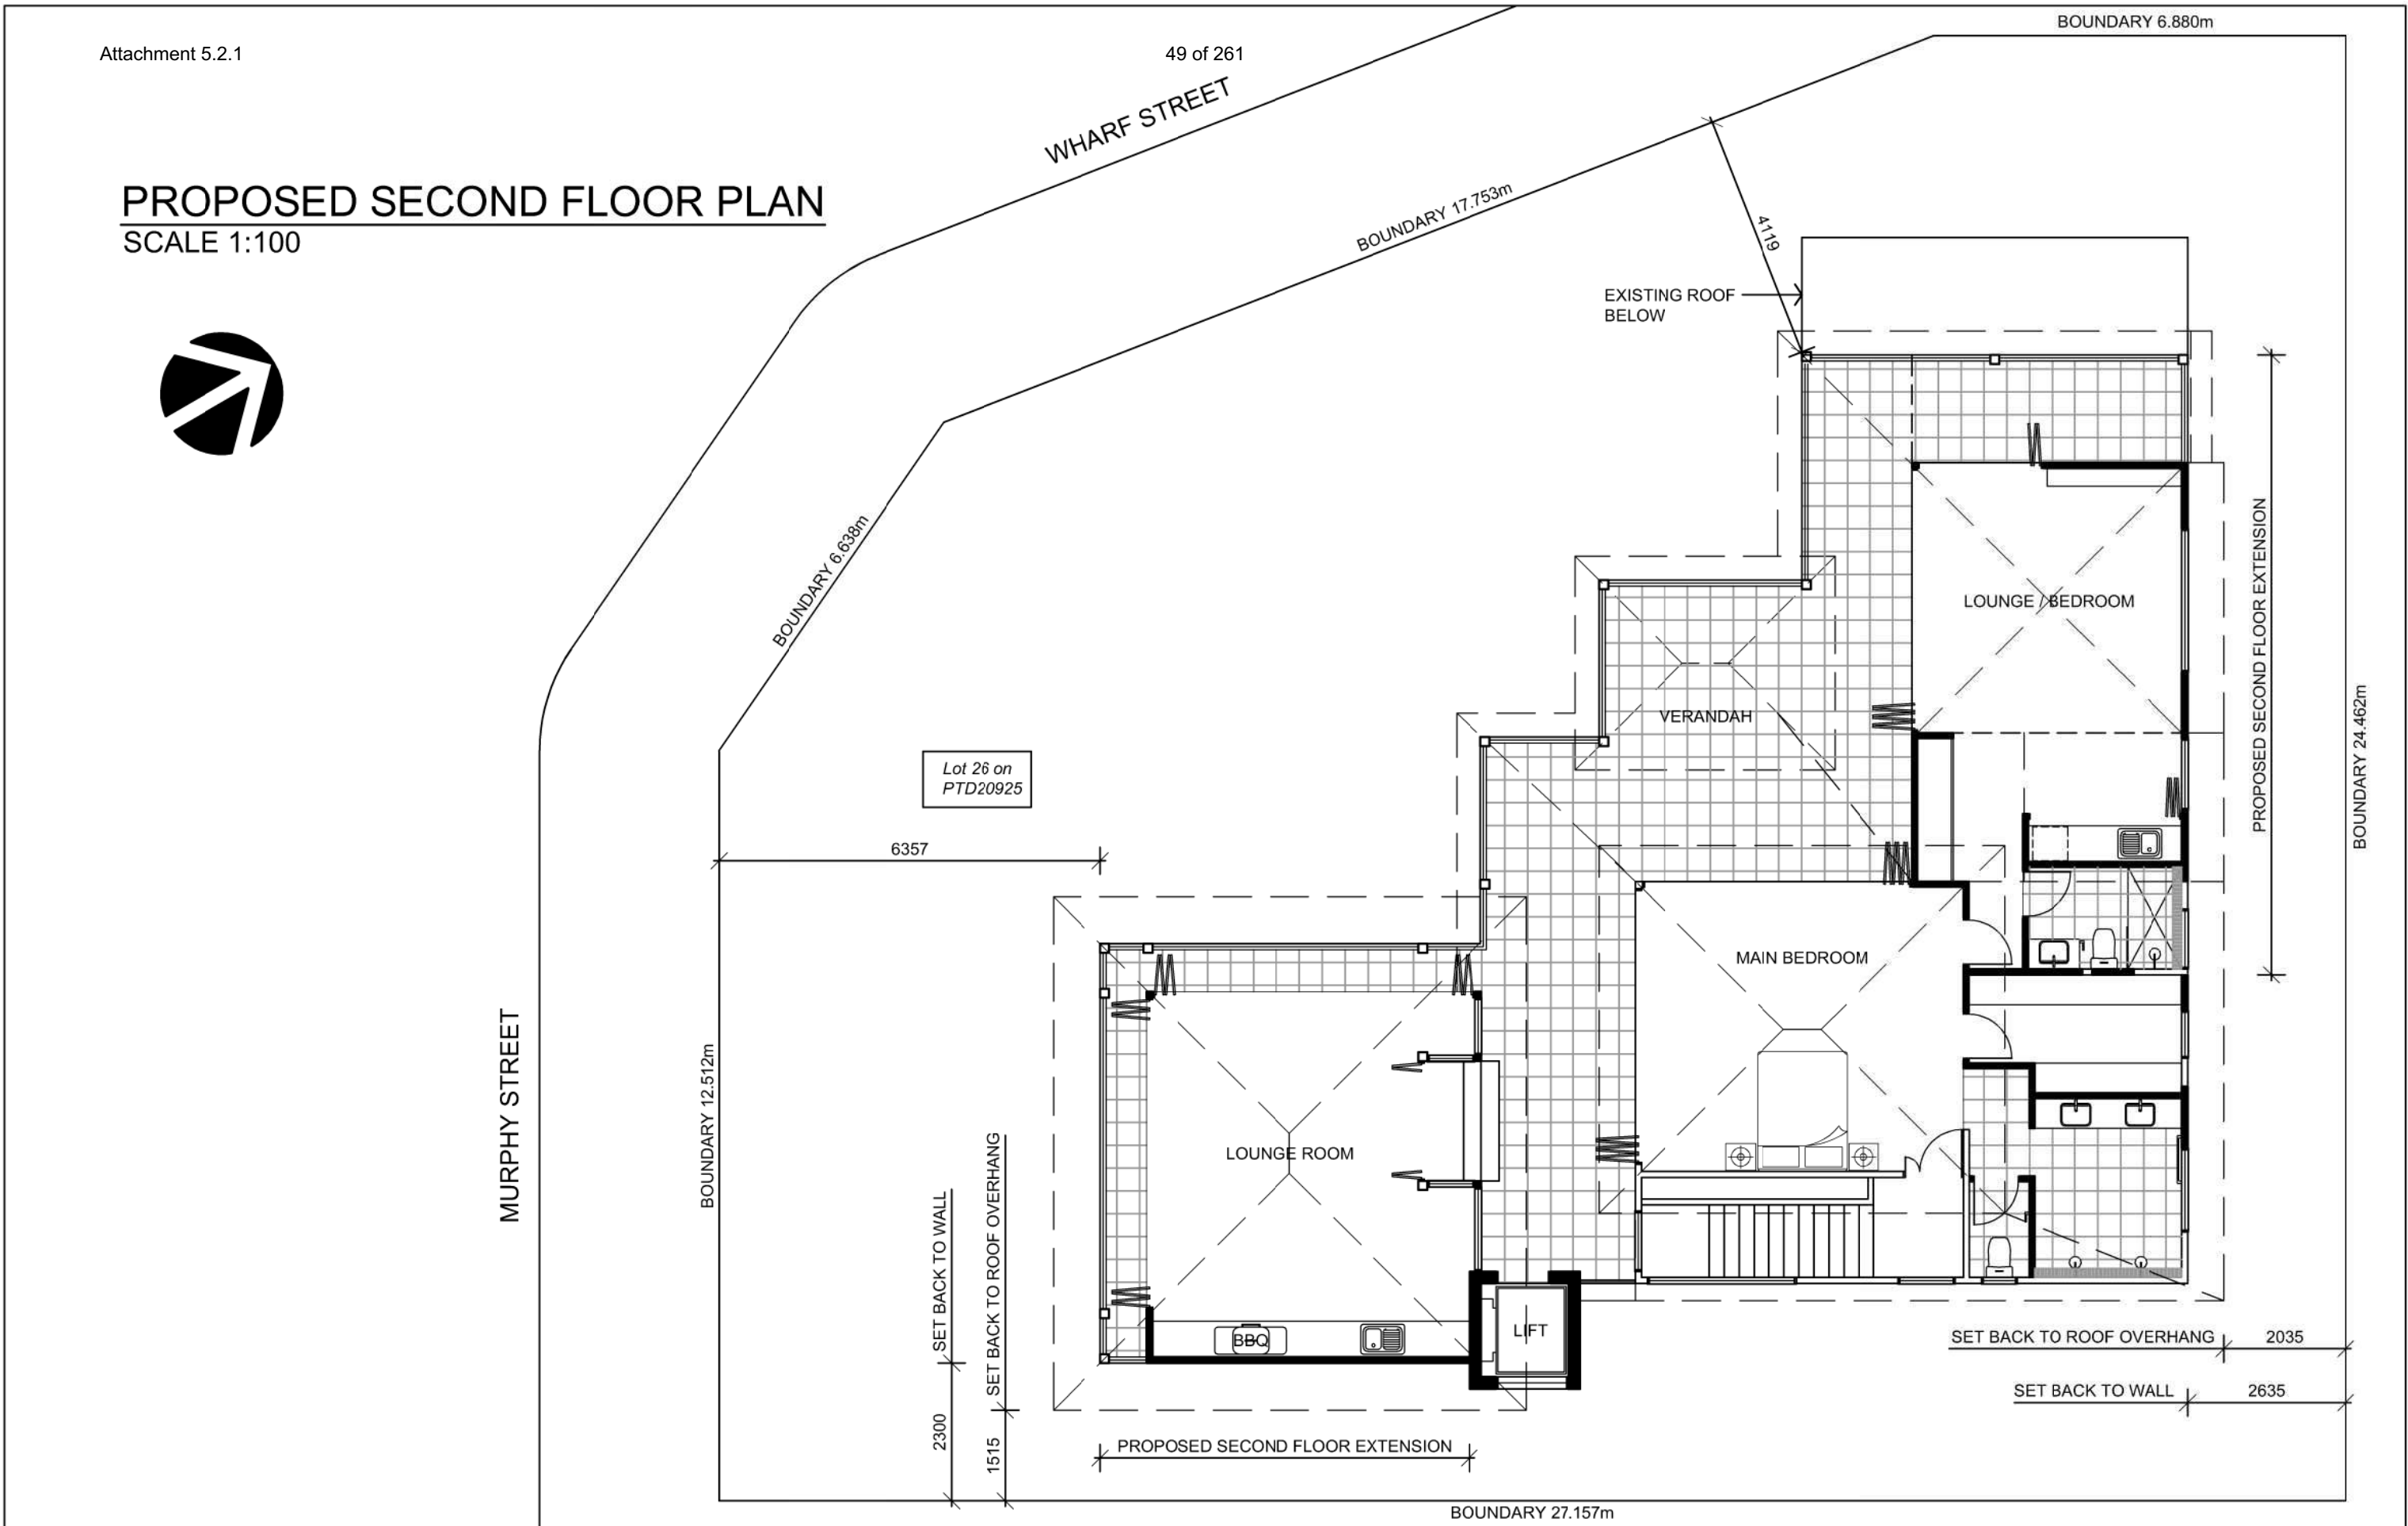 Attachment 5.2.1
49 of 261
BOUNDARY 6.880m
WHARF STREET
PROPOSED SECOND FLOOR PLAN
SCALE 1:100
BOUNDARY 17.753m
4119
EXISTING ROOF
BELOW
BOUNDARY 6.638m
LOUNGE / BEDROOM
PROPOSED SECOND FLOOR EXTENSION
BOUNDARY 24.462m
VERANDAH
Lot 26 on
PTD20925
6357
MAIN BEDROOM
MURPHY STREET
BOUNDARY 12.512m
LOUNGE ROOM
SET BACK TO WALL
2300
SET BACK TO ROOF OVERHANG
1515
BBQ
LIFT
SET BACK TO ROOF OVERHANG
2035
SET BACK TO WALL
2635
PROPOSED SECOND FLOOR EXTENSION
BOUNDARY 27.157m